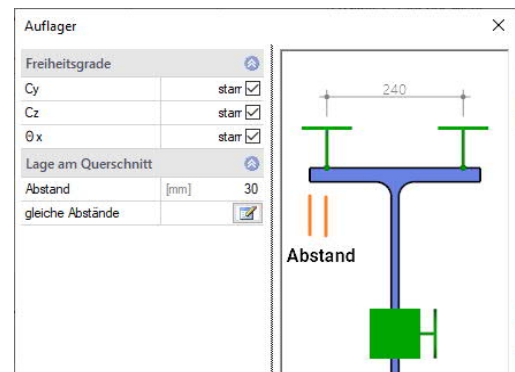 Auflager
Freiheitsgrade
Cy starr
Cz starr
Θx starr
Lage am Querschnitt
Abstand [mm] 30
gleiche Abstände
240
Abstand